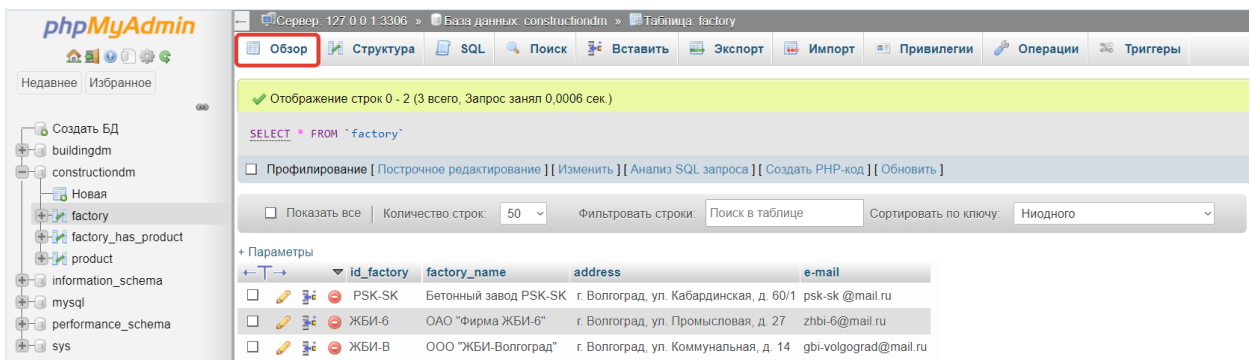 phpMyAdmin
Недавнее Избранное
Создать БД
buildingdm
constructiondm
Новая
factory
factory_has_product
product
information_schema
mysql
performance_schema
sys
Сервер: 127.0.0.1:3306 » База данных: constructiondm » Таблица: factory
Обзор Структура SQL Поиск Вставить Экспорт Импорт Привилегии Операции Триггеры
Отображение строк 0 - 2 (3 всего, Запрос занял 0,0006 сек.)
SELECT * FROM `factory`
Профилирование [ Построчное редактирование ] [ Изменить ] [ Анализ SQL запроса ] [ Создать PHP-код ] [ Обновить ]
Показать все | Количество строк: 50 Фильтровать строки: Поиск в таблице Сортировать по ключу: Ниодного
+ Параметры
←T→ id_factory factory_name address e-mail
PSK-SK Бетонный завод PSK-SK г. Волгоград, ул. Кабардинская, д. 60/1 psk-sk @mail.ru
ЖБИ-6 ОАО "Фирма ЖБИ-6" г. Волгоград, ул. Промысловая, д. 27 zhbi-6@mail.ru
ЖБИ-В ООО "ЖБИ-Волгоград" г. Волгоград, ул. Коммунальная, д. 14 gbi-volgograd@mail.ru